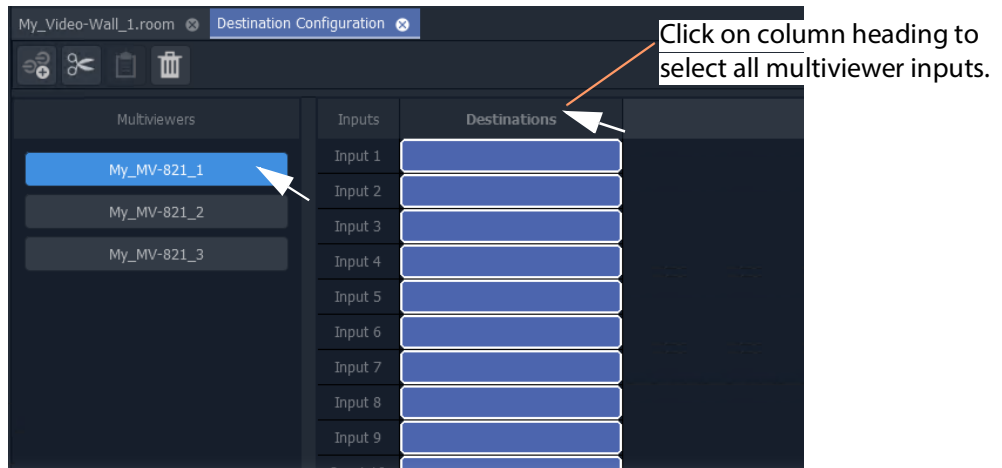 My_Video-Wall_1.room
Destination Configuration
Click on column heading to
select all multiviewer inputs.
Multiviewers
Inputs
Destinations
My_MV-821_1
My_MV-821_2
My_MV-821_3
Input 1
Input 2
Input 3
Input 4
Input 5
Input 6
Input 7
Input 8
Input 9